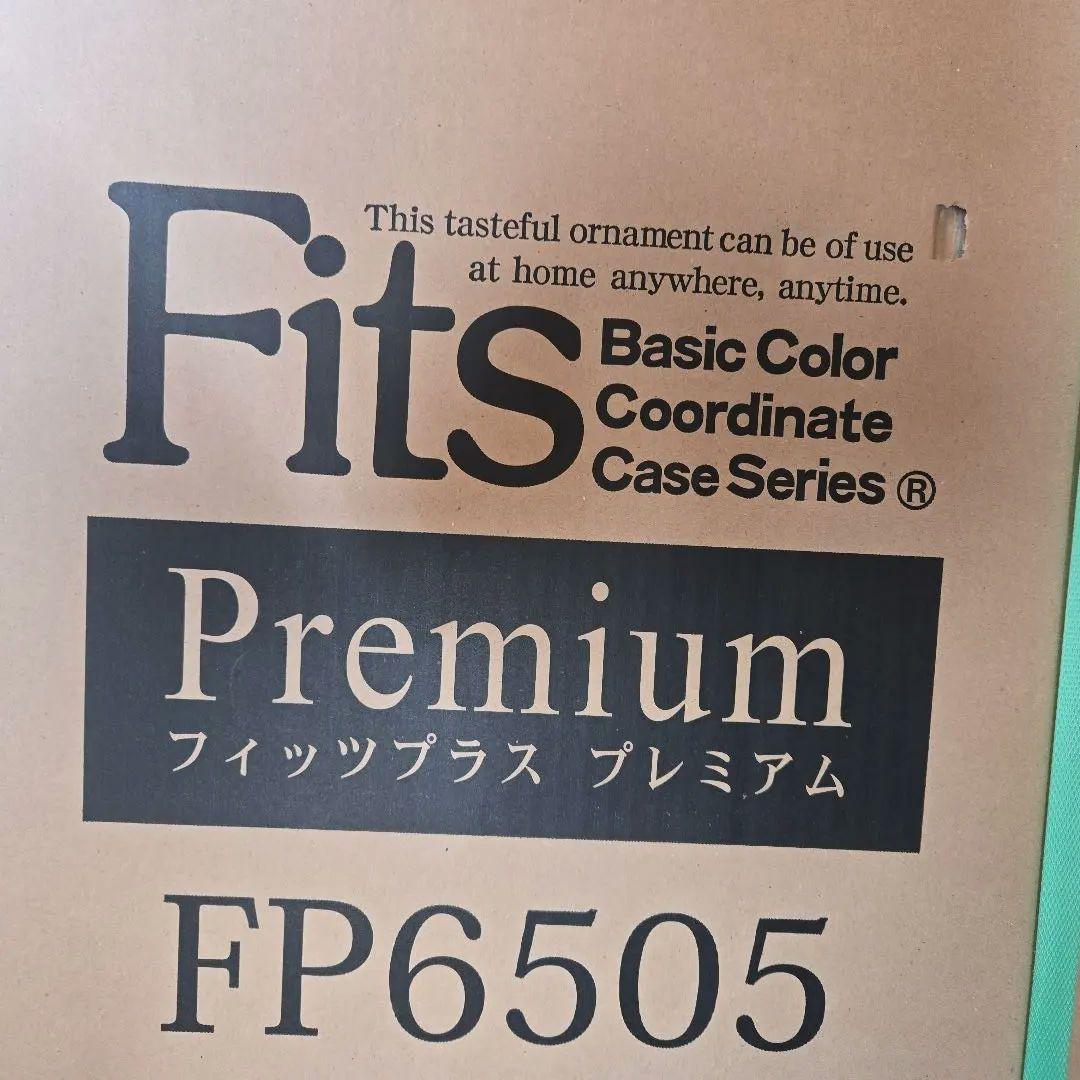 This tasteful ornament can be of use
at home anywhere, anytime.
Fits
Basic Color
Coordinate
Case Series ®
Premium
フィッツプラス プレミアム
FP6505